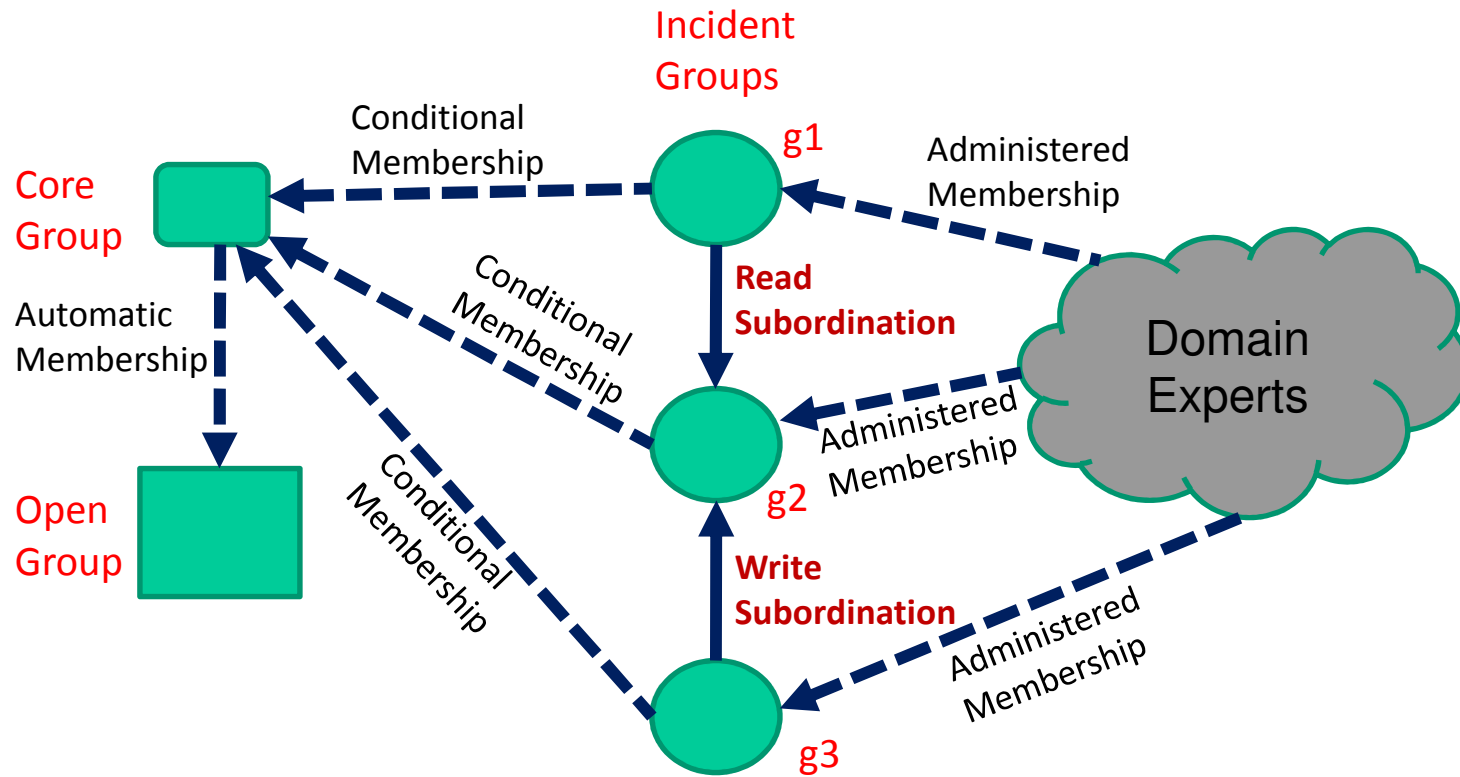 Incident
Groups
Conditional
Membership
g1
Administered
Membership
Core
Group
Read
Subordination
Conditional
Membership
Automatic
Membership
Domain
Experts
Administered
Membership
g2
Open
Group
Conditional
Membership
Write
Subordination
Administered
Membership
g3